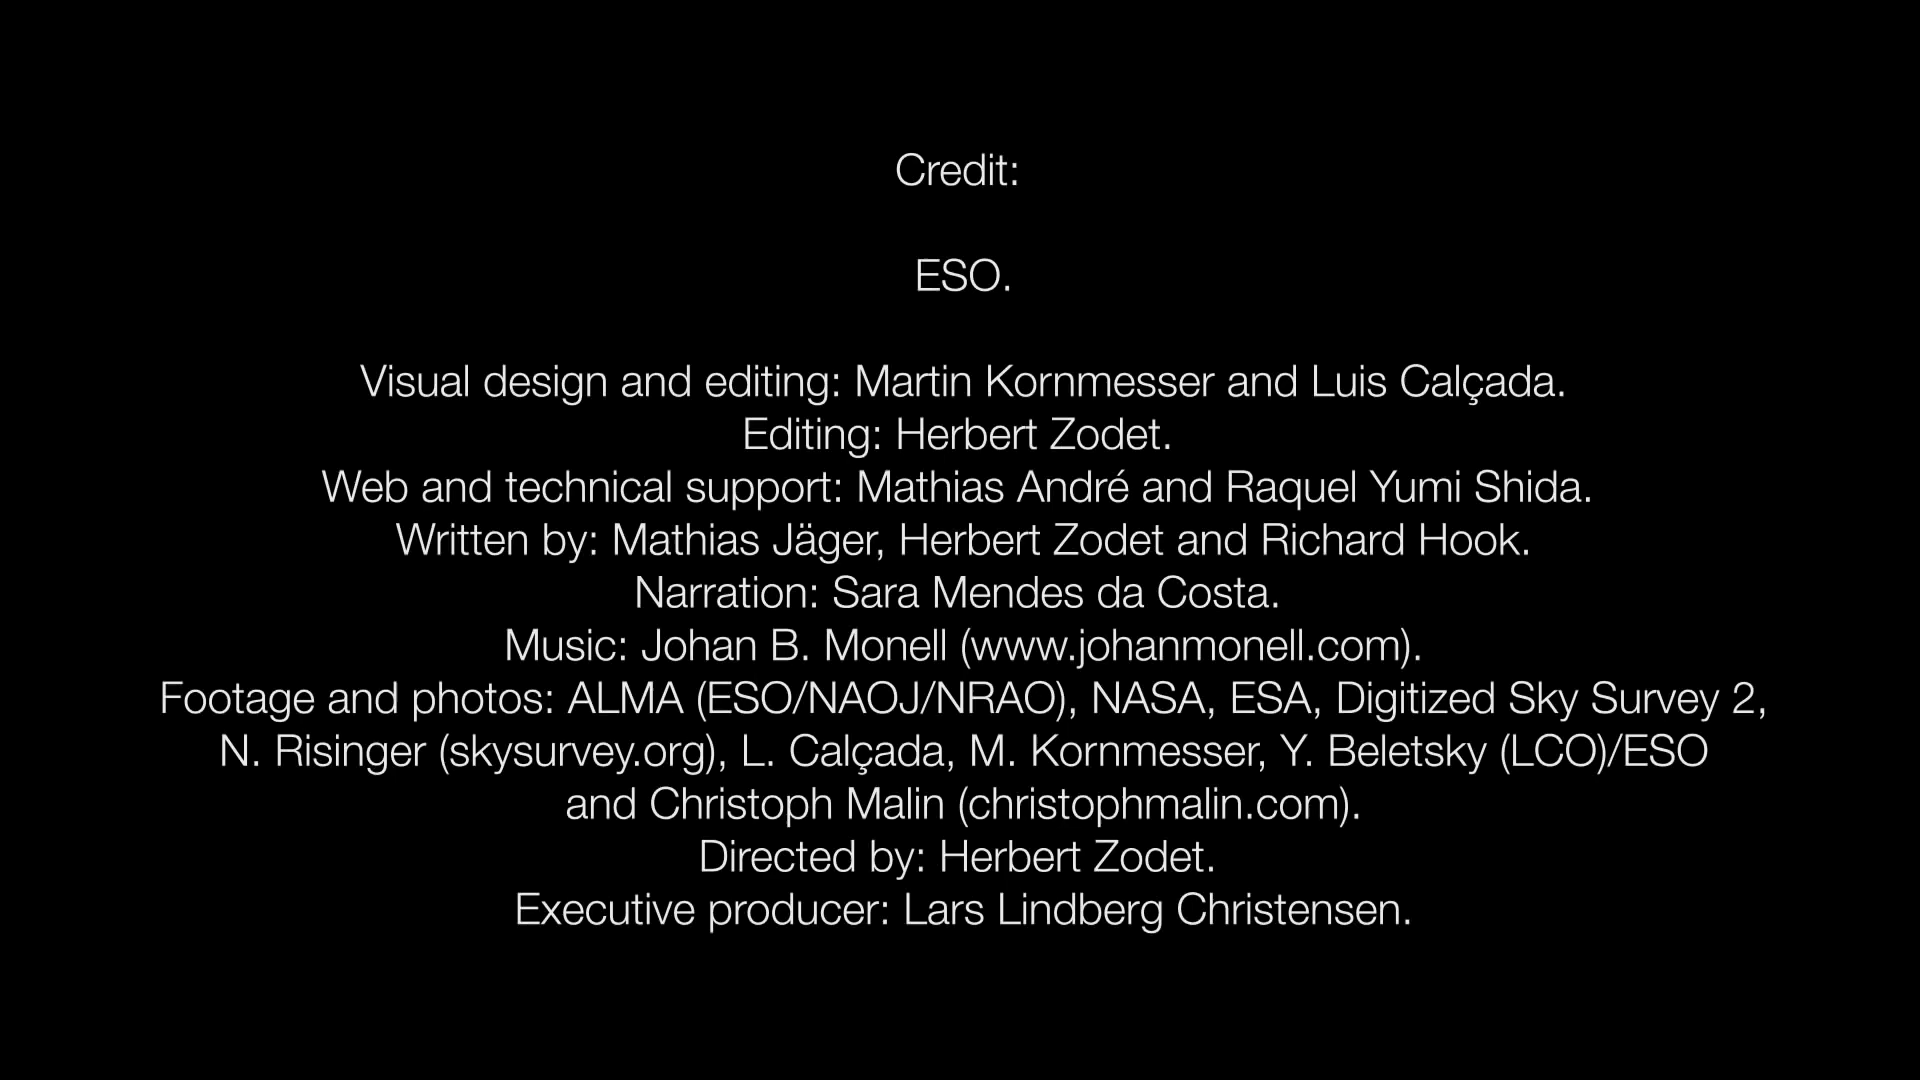 Credit:
ESO.
Visual design and editing: Martin Kornmesser and Luis Calçada.
Editing: Herbert Zodet.
Web and technical support: Mathias André and Raquel Yumi Shida.
Written by: Mathias Jäger, Herbert Zodet and Richard Hook.
Narration: Sara Mendes da Costa.
Music: Johan B. Monell (www.johanmonell.com).
Footage and photos: ALMA (ESO/NAOJ/NRAO), NASA, ESA, Digitized Sky Survey 2,
N. Risinger (skysurvey.org), L. Calçada, M. Kornmesser, Y. Beletsky (LCO)/ESO
and Christoph Malin (christophmalin.com).
Directed by: Herbert Zodet.
Executive producer: Lars Lindberg Christensen.